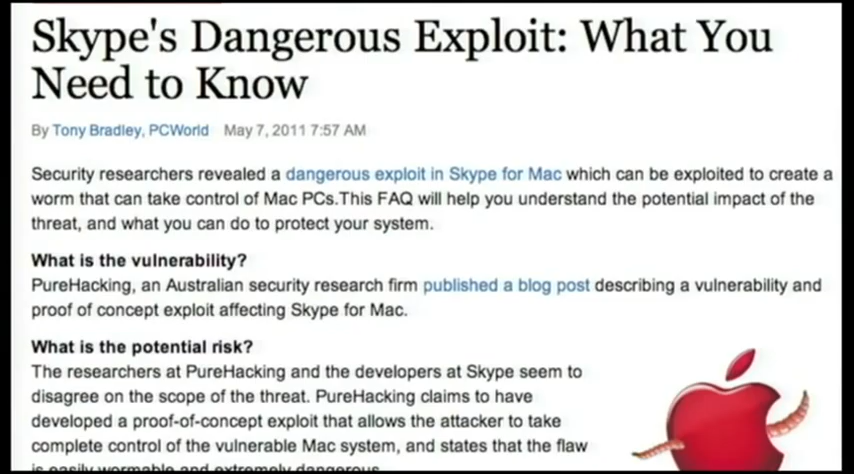 Skype's Dangerous Exploit: What You
Need to Know
By Tony Bradley, PCWorld May 7, 2011 7:57 AM
Security researchers revealed a dangerous exploit in Skype for Mac which can be exploited to create a
worm that can take control of Mac PCs.This FAQ will help you understand the potential impact of the
threat, and what you can do to protect your system.
What is the vulnerability?
PureHacking, an Australian security research firm published a blog post describing a vulnerability and
proof of concept exploit affecting Skype for Mac.
What is the potential risk?
The researchers at PureHacking and the developers at Skype seem to
disagree on the scope of the threat. PureHacking claims to have
developed a proof-of-concept exploit that allows the attacker to take
complete control of the vulnerable Mac system, and states that the flaw
is easily wormable and extremely dangerous.